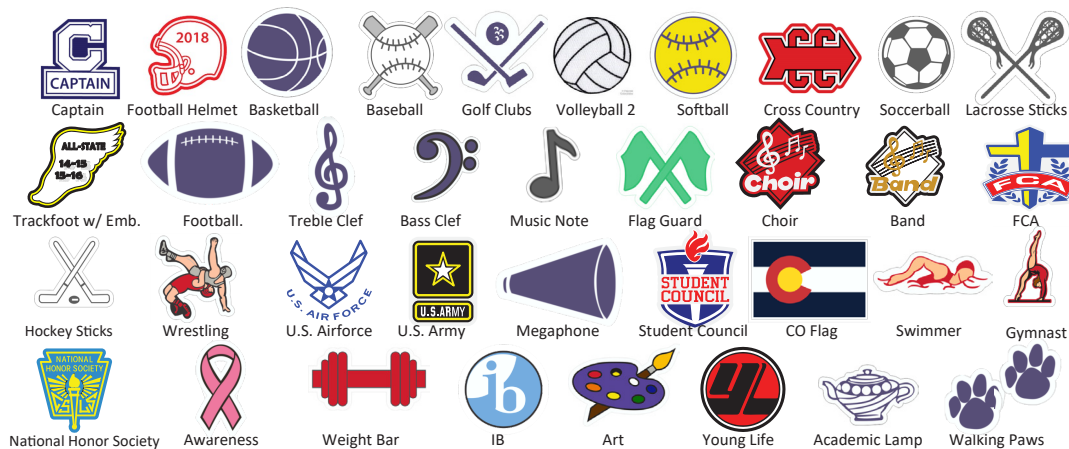 C
CAPTAIN
2018
CC
Captain
Football Helmet
Basketball
Baseball
Golf Clubs
Volleyball 2
Softball
Cross Country
Soccerball
Lacrosse Sticks
ALL-STATE
14-15
15-16
Choir
Band
FCA
Trackfoot w/ Emb.
Football.
Treble Clef
Bass Clef
Music Note
Flag Guard
Choir
Band
FCA
U.S. AIR FORCE
U.S.ARMY
STUDENT
COUNCIL
Hockey Sticks
Wrestling
U.S. Airforce
U.S. Army
Megaphone
Student Council
CO Flag
Swimmer
Gymnast
NATIONAL
HONOR SOCIETY
ib
YL
National Honor Society
Awareness
Weight Bar
IB
Art
Young Life
Academic Lamp
Walking Paws